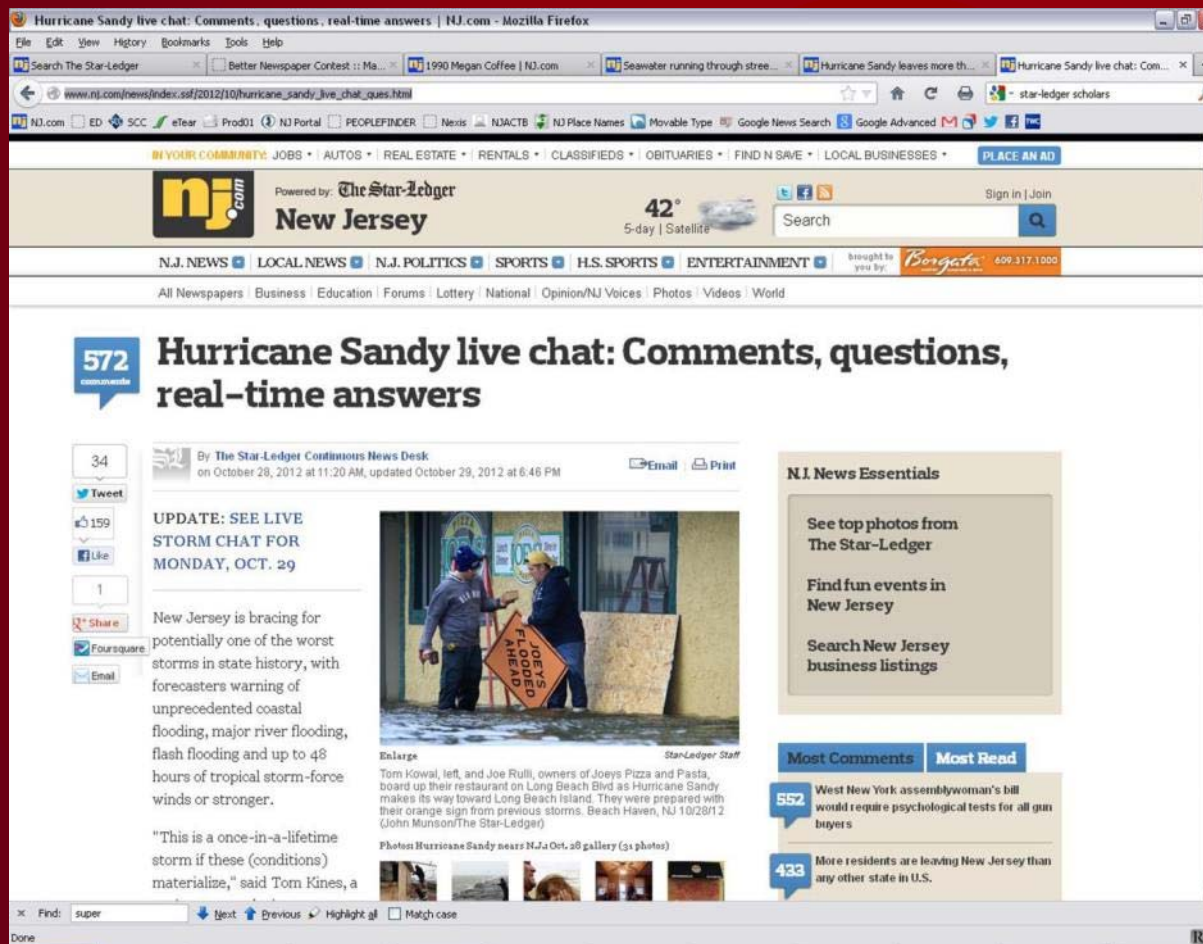 Hurricane Sandy live chat: Comments, questions, real-time answers | NJ.com - Mozilla Firefox
File Edit View History Bookmarks Tools Help
Search The Star-Ledger
Better Newspaper Contest :: Ma...
1990 Megan Coffee | NJ.com
Seawater running through stree...
Hurricane Sandy leaves more th...
Hurricane Sandy live chat: Com...
www.nj.com/news/index.ssf/2012/10/hurricane_sandy_live_chat_ques.html
star-ledger scholars
NJ.com ED SCC eTear Prod01 NJ Portal PEOPLEFINDER Nexis NJACTB NJ Place Names Movable Type Google News Search Google Advanced TWC
IN YOUR COMMUNITY: JOBS AUTOS REAL ESTATE RENTALS CLASSIFIEDS OBITUARIES FIND N SAVE LOCAL BUSINESSES PLACE AN AD
nj.com
Powered by: The Star-Ledger
New Jersey
42°
5-day | Satellite
Sign in | Join
Search
N.J. NEWS LOCAL NEWS N.J. POLITICS SPORTS H.S. SPORTS ENTERTAINMENT
brought to
you by:
Borgata 609.317.1000
All Newspapers Business Education Forums Lottery National Opinion/NJ Voices Photos Videos World
572
comments
Hurricane Sandy live chat: Comments, questions,
real-time answers
34
Tweet
159
Like
1
Share
Foursquare
Email
By The Star-Ledger Continuous News Desk
on October 28, 2012 at 11:20 AM, updated October 29, 2012 at 6:46 PM
Email Print
UPDATE: SEE LIVE
STORM CHAT FOR
MONDAY, OCT. 29
New Jersey is bracing for
potentially one of the worst
storms in state history, with
forecasters warning of
unprecedented coastal
flooding, major river flooding,
flash flooding and up to 48
hours of tropical storm-force
winds or stronger.
"This is a once-in-a-lifetime
storm if these (conditions)
materialize," said Tom Kines, a
PIZZA
JOEYS
JOEYS
FLOODED
AHEAD
Enlarge
Star-Ledger Staff
Tom Kowal, left, and Joe Rulli, owners of Joeys Pizza and Pasta,
board up their restaurant on Long Beach Blvd as Hurricane Sandy
makes its way toward Long Beach Island. They were prepared with
their orange sign from previous storms. Beach Haven, NJ 10/28/12
(John Munson/The Star-Ledger)
Photos: Hurricane Sandy nears N.J.: Oct. 28 gallery (31 photos)
N.J. News Essentials
See top photos from
The Star-Ledger
Find fun events in
New Jersey
Search New Jersey
business listings
Most Comments Most Read
552
West New York assemblywoman's bill
would require psychological tests for all gun
buyers
433
More residents are leaving New Jersey than
any other state in U.S.
Find: super Next Previous Highlight all Match case
Done